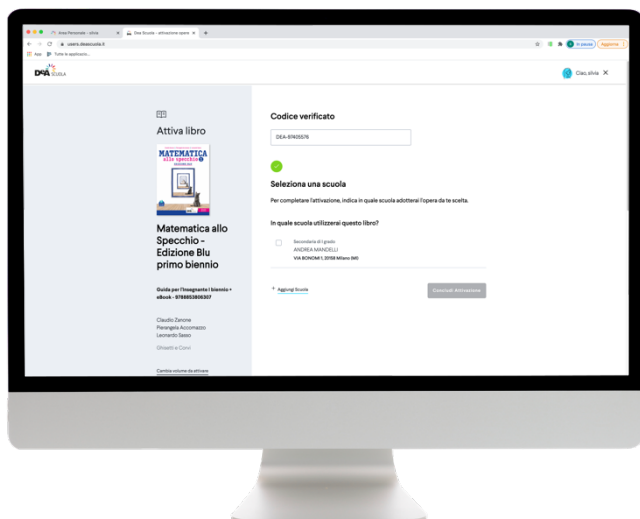 Area Personale - silvia
Dea Scuola - attivazione opere
users.deascuola.it
In pausa
Aggiorna
App
Tutte le applicazio...
DEA SCUOLA
Ciao, silvia
Attiva libro
MATEMATICA
allo specchio
Matematica allo
Specchio -
Edizione Blu
primo biennio
Guida per l'Insegnante I biennio +
eBook - 9788853805307
Claudio Zanone
Pierangela Accomazzo
Leonardo Sasso
Ghisetti e Corvi
Cambia volume da attivare
Codice verificato
DEA-97405576
Seleziona una scuola
Per completare l'attivazione, indica in quale scuola adotterai l'opera da te scelta.
In quale scuola utilizzerai questo libro?
Secondaria di I grado
ANDREA MANDELLI
VIA BONOMI 1, 20159 Milano (MI)
+ Aggiungi Scuola
Concludi Attivazione